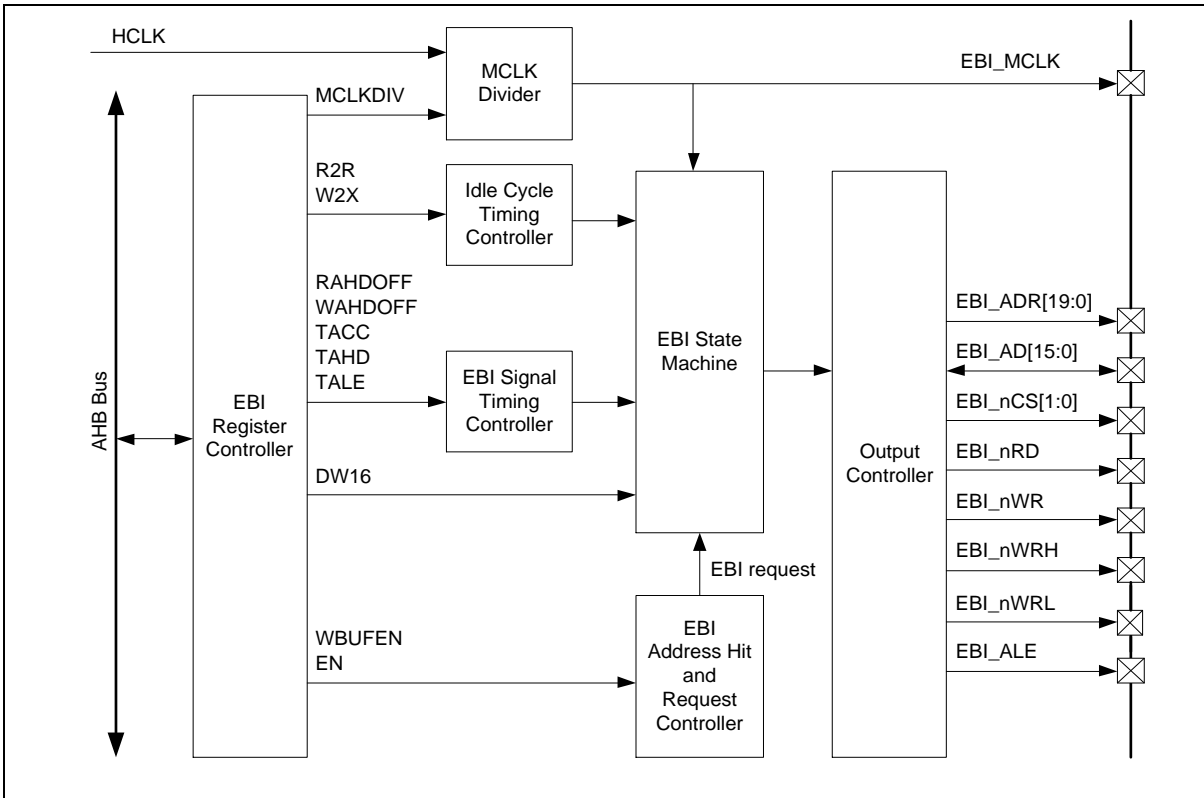 HCLK
MCLK
Divider
EBI_MCLK
MCLKDIV
R2R
W2X
Idle Cycle
Timing
Controller
RAHDOFF
WAHDOFF
TACC
TAHD
TALE
EBI Signal
Timing
Controller
EBI State
Machine
AHB Bus
EBI
Register
Controller
DW16
EBI request
WBUFEN
EN
EBI
Address Hit
and
Request
Controller
Output
Controller
EBI_ADR[19:0]
EBI_AD[15:0]
EBI_nCS[1:0]
EBI_nRD
EBI_nWR
EBI_nWRH
EBI_nWRL
EBI_ALE